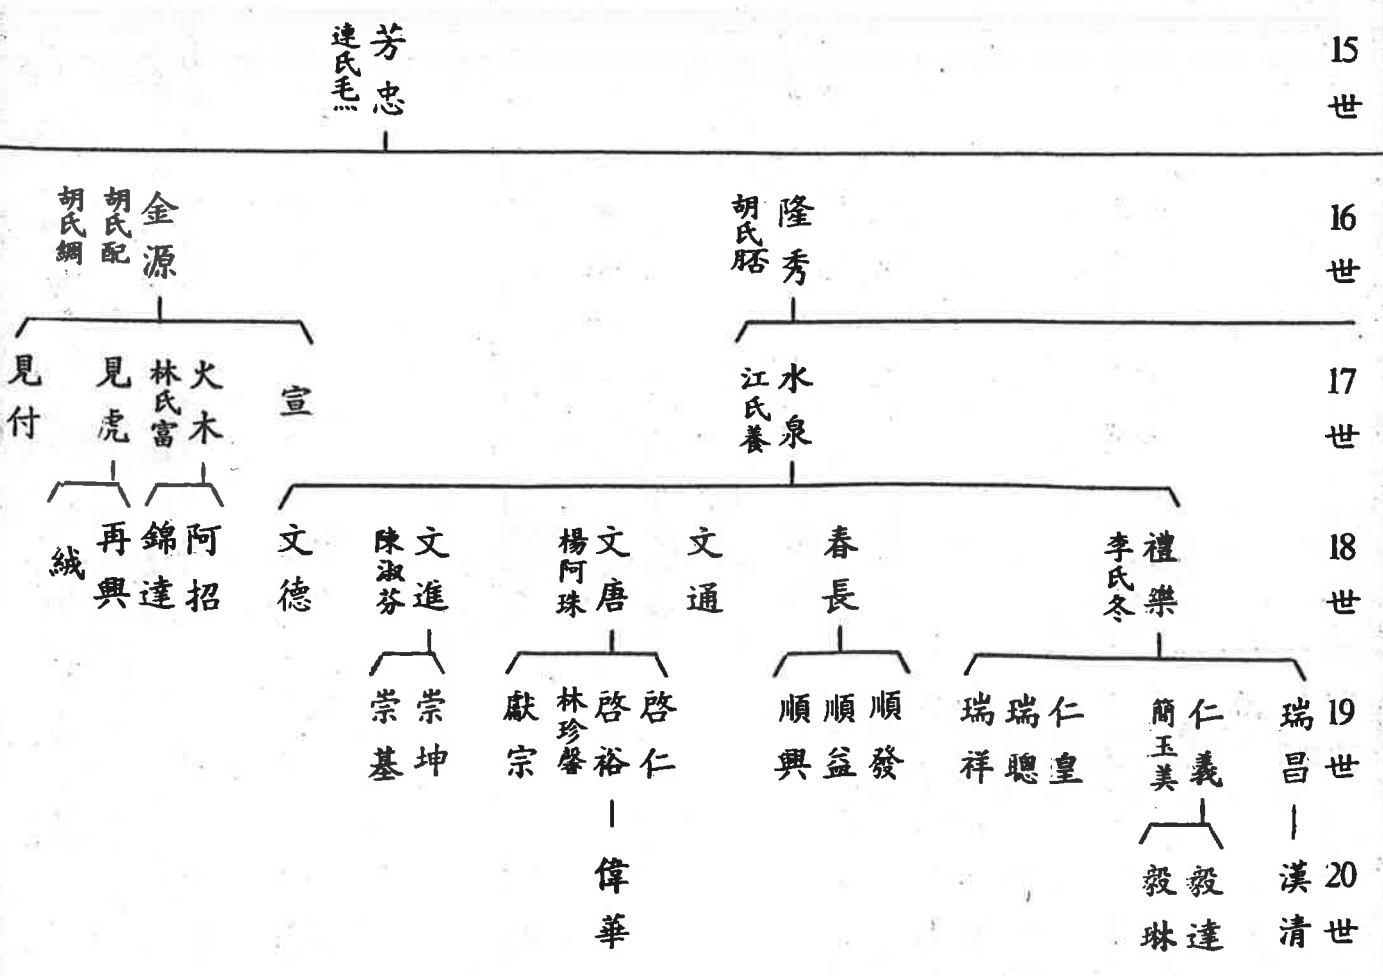 15世
芳忠
連氏毛
16世
隆秀
胡氏
金源
胡氏配
胡氏綢
17世
水泉
江氏養
宣
火木
林氏富
見虎
見付
18世
禮樂
李氏冬
春長
文通
文唐
楊阿珠
文進
陳淑芬
文德
阿招
錦達
再興
絨
19世
瑞昌
仁義
簡玉美
仁皇
瑞聰
瑞祥
順發
順益
順興
啓仁
啓裕
林珍馨
獻宗
崇坤
崇基
20世
漢清
毅達
毅琳
偉華